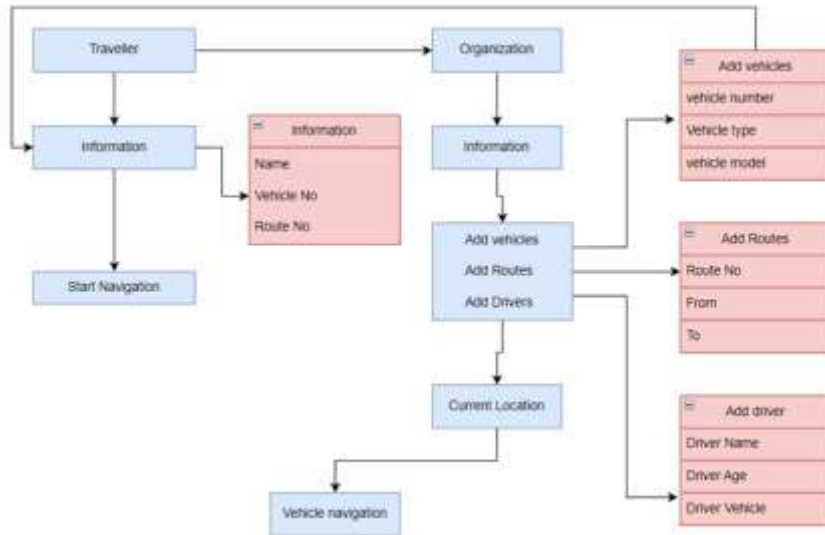 Traveller
Organization
Add vehicles
vehicle number
Vehicle type
vehicle model
Information
Information
Name
Vehicle No
Route No
Information
Add vehicles
Add Routes
Add Drivers
Add Routes
Route No
From
To
Start Navigation
Current Location
Add driver
Driver Name
Driver Age
Driver Vehicle
Vehicle navigation